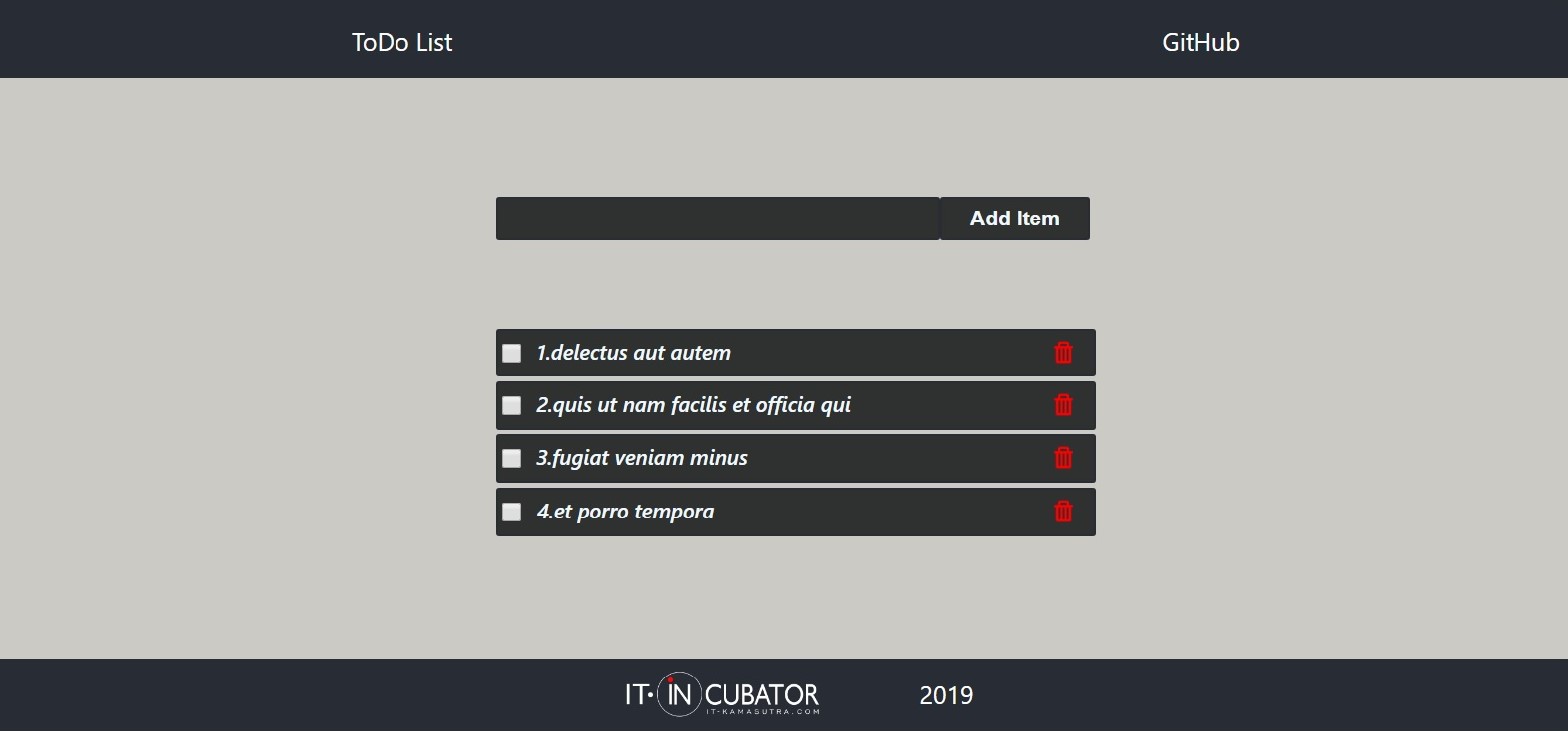 ToDo List GitHub
Add Item
1.delectus aut autem
2.quis ut nam facilis et officia qui
3.fugiat veniam minus
4.et porro tempora
IT·INCUBATOR 2019
IT-KAMASUTRA.COM